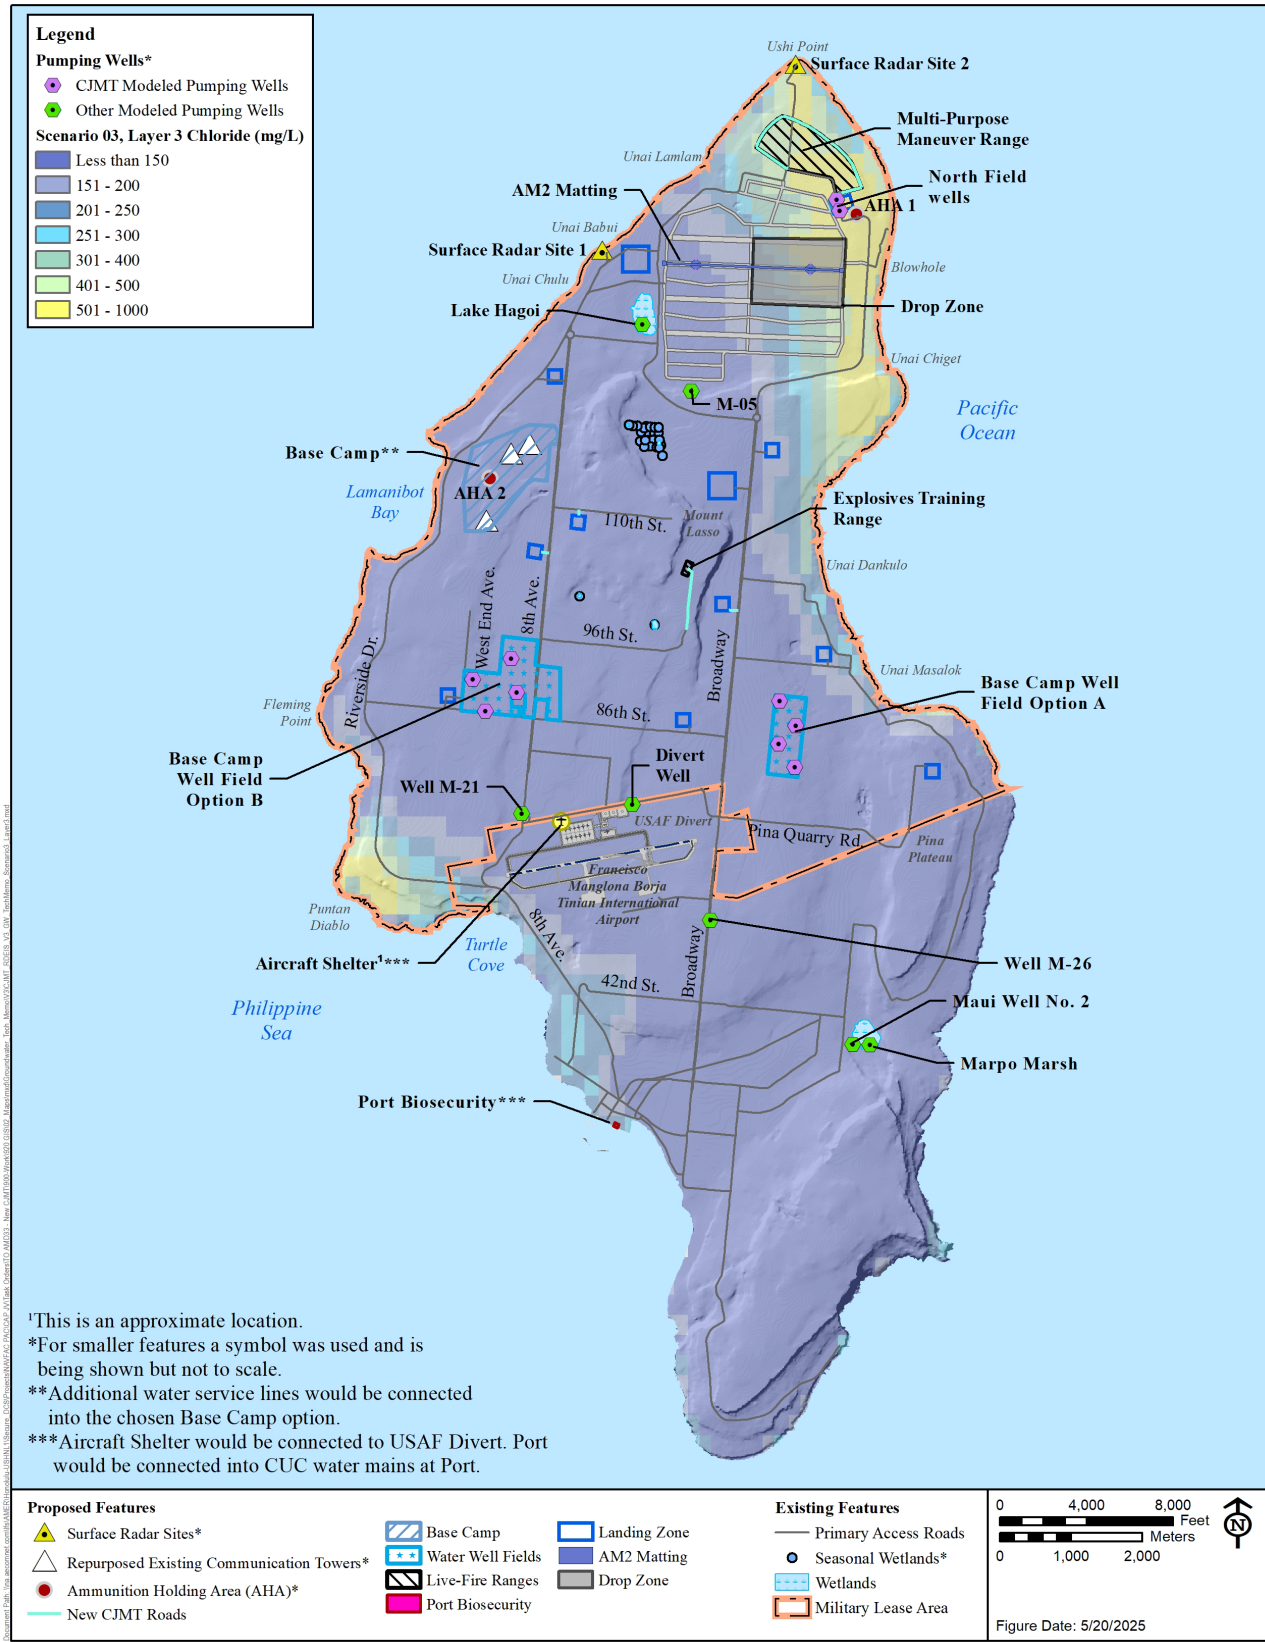 Legend
Pumping Wells*
CJMT Modeled Pumping Wells
Other Modeled Pumping Wells
Scenario 03, Layer 3 Chloride (mg/L)
Less than 150
151 - 200
201 - 250
251 - 300
301 - 400
401 - 500
501 - 1000
Ushi Point
Surface Radar Site 2
Multi-Purpose
Maneuver Range
Unai Lamlam
North Field
wells
AM2 Matting
AHA 1
Unai Babui
Surface Radar Site 1
Unai Chulu
Blowhole
Lake Hagoi
Drop Zone
Unai Chiget
M-05
Pacific
Ocean
Base Camp**
AHA 2
Lamanibot
Bay
Explosives Training
Range
110th St.
Mount
Lasso
Unai Dankulo
West End Ave.
8th Ave.
96th St.
Broadway
Riverside Dr.
Unai Masalok
Base Camp Well
Field Option A
Fleming
Point
86th St.
Base Camp
Well Field
Option B
Divert
Well
Well M-21
USAF Divert
Pina Quarry Rd.
Pina
Plateau
Francisco
Manglona Borja
Tinian International
Airport
Puntan
Diablo
8th Ave.
Turtle
Cove
Aircraft Shelter¹***
Broadway
Well M-26
42nd St.
Philippine
Sea
Maui Well No. 2
Marpo Marsh
Port Biosecurity***
¹This is an approximate location.
*For smaller features a symbol was used and is
being shown but not to scale.
**Additional water service lines would be connected
into the chosen Base Camp option.
***Aircraft Shelter would be connected to USAF Divert. Port
would be connected into CUC water mains at Port.
Proposed Features
Surface Radar Sites*
Repurposed Existing Communication Towers*
Ammunition Holding Area (AHA)*
New CJMT Roads
Base Camp
Water Well Fields
Live-Fire Ranges
Port Biosecurity
Landing Zone
AM2 Matting
Drop Zone
Existing Features
Primary Access Roads
Seasonal Wetlands*
Wetlands
Military Lease Area
0 4,000 8,000
Feet
Meters
0 1,000 2,000
N
Figure Date: 5/20/2025